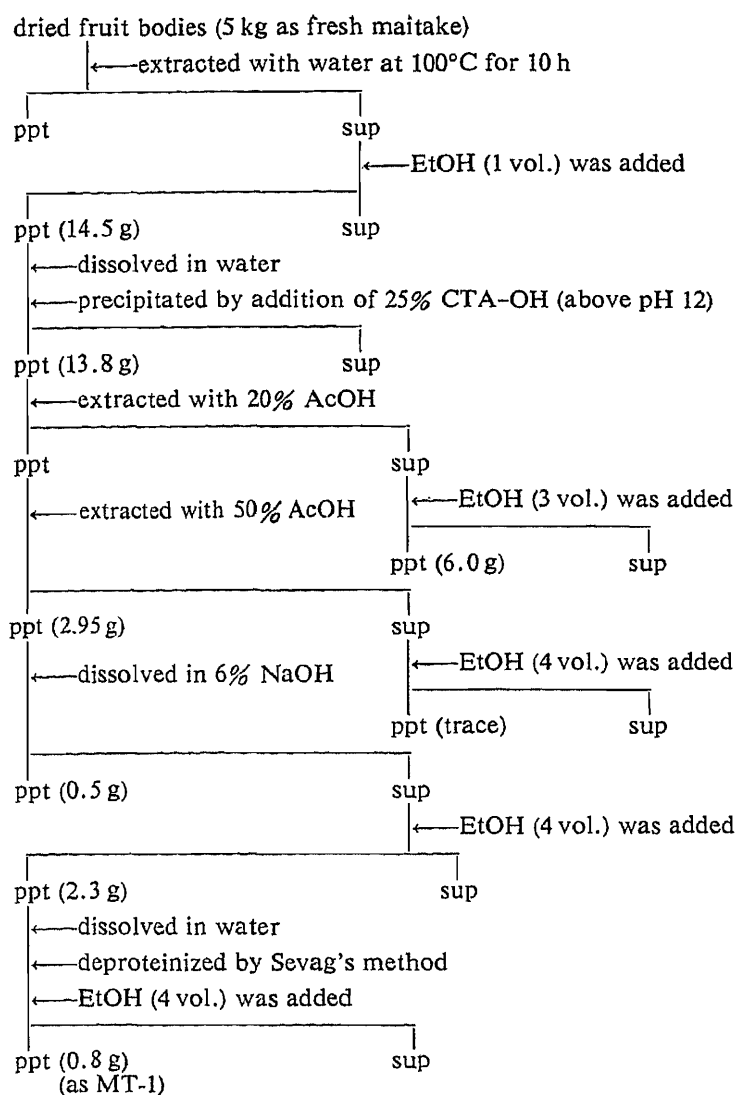 dried fruit bodies (5 kg as fresh maitake)
←extracted with water at 100°C for 10 h
ppt sup
←EtOH (1 vol.) was added
ppt (14.5 g) sup
←dissolved in water
←precipitated by addition of 25% CTA-OH (above pH 12)
ppt (13.8 g) sup
←extracted with 20% AcOH
ppt sup
←EtOH (3 vol.) was added
←extracted with 50% AcOH
ppt (6.0 g) sup
ppt (2.95 g) sup
←EtOH (4 vol.) was added
←dissolved in 6% NaOH
ppt (trace) sup
ppt (0.5 g) sup
←EtOH (4 vol.) was added
ppt (2.3 g) sup
←dissolved in water
←deproteinized by Sevag's method
←EtOH (4 vol.) was added
ppt (0.8 g) sup
(as MT-1)